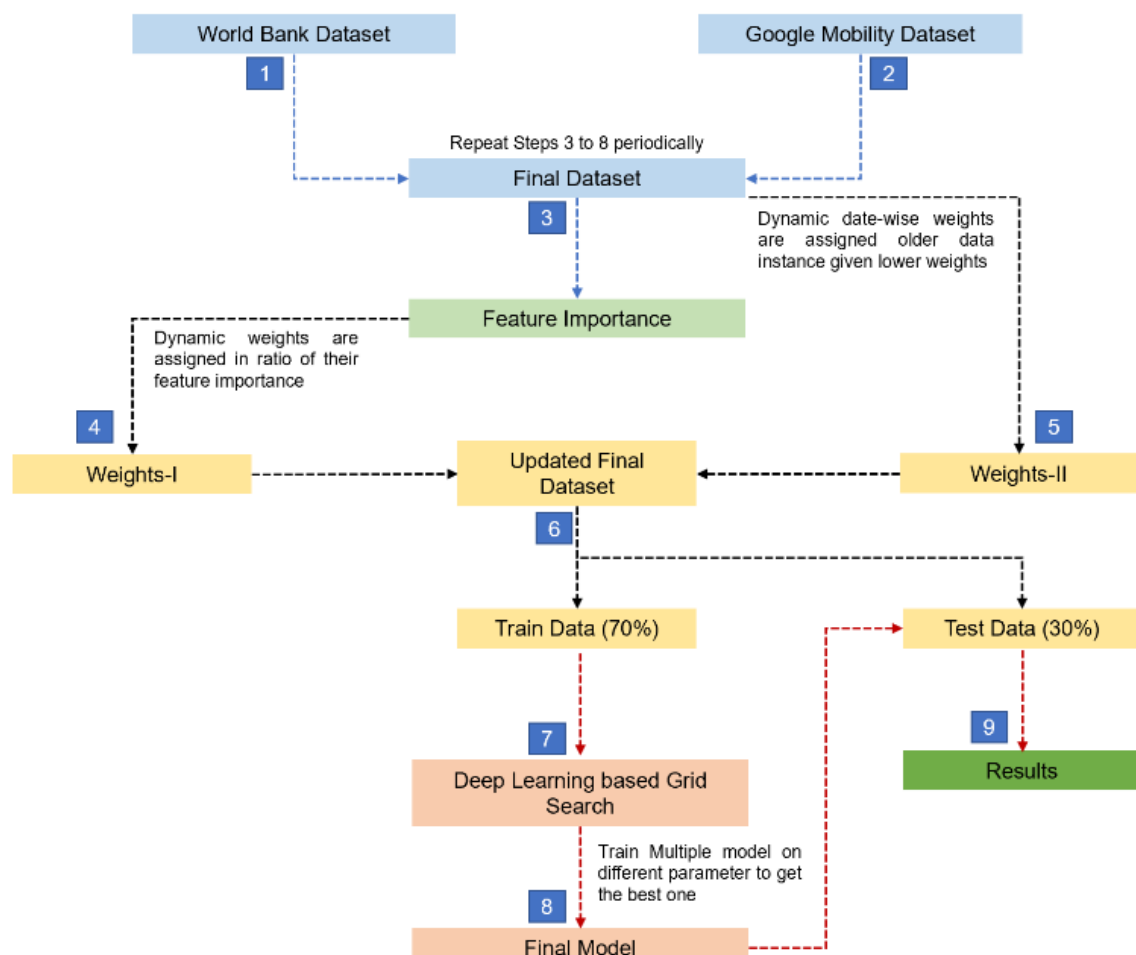 World Bank Dataset
Google Mobility Dataset
1
2
Repeat Steps 3 to 8 periodically
Final Dataset
3
Dynamic date-wise weights
are assigned older data
instance given lower weights
Feature Importance
Dynamic weights are
assigned in ratio of their
feature importance
4
5
Weights-I
Updated Final
Dataset
Weights-II
6
Train Data (70%)
Test Data (30%)
7
9
Deep Learning based Grid
Search
Results
Train Multiple model on
different parameter to get
the best one
8
Final Model